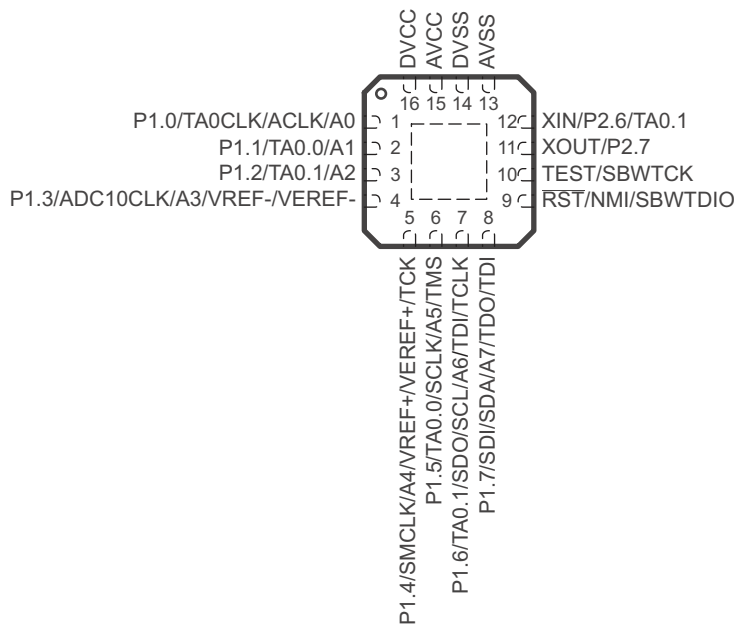 DVCC
AVCC
DVSS
AVSS
16 15 14 13
P1.0/TA0CLK/ACLK/A0 1
12 XIN/P2.6/TA0.1
P1.1/TA0.0/A1 2
11 XOUT/P2.7
P1.2/TA0.1/A2 3
10 TEST/SBWTCK
P1.3/ADC10CLK/A3/VREF-/VEREF- 4
9 RST/NMI/SBWTDIO
5 6 7 8
P1.4/SMCLK/A4/VREF+/VEREF+/TCK
P1.5/TA0.0/SCLK/A5/TMS
P1.6/TA0.1/SDO/SCL/A6/TDI/TCLK
P1.7/SDI/SDA/A7/TDO/TDI